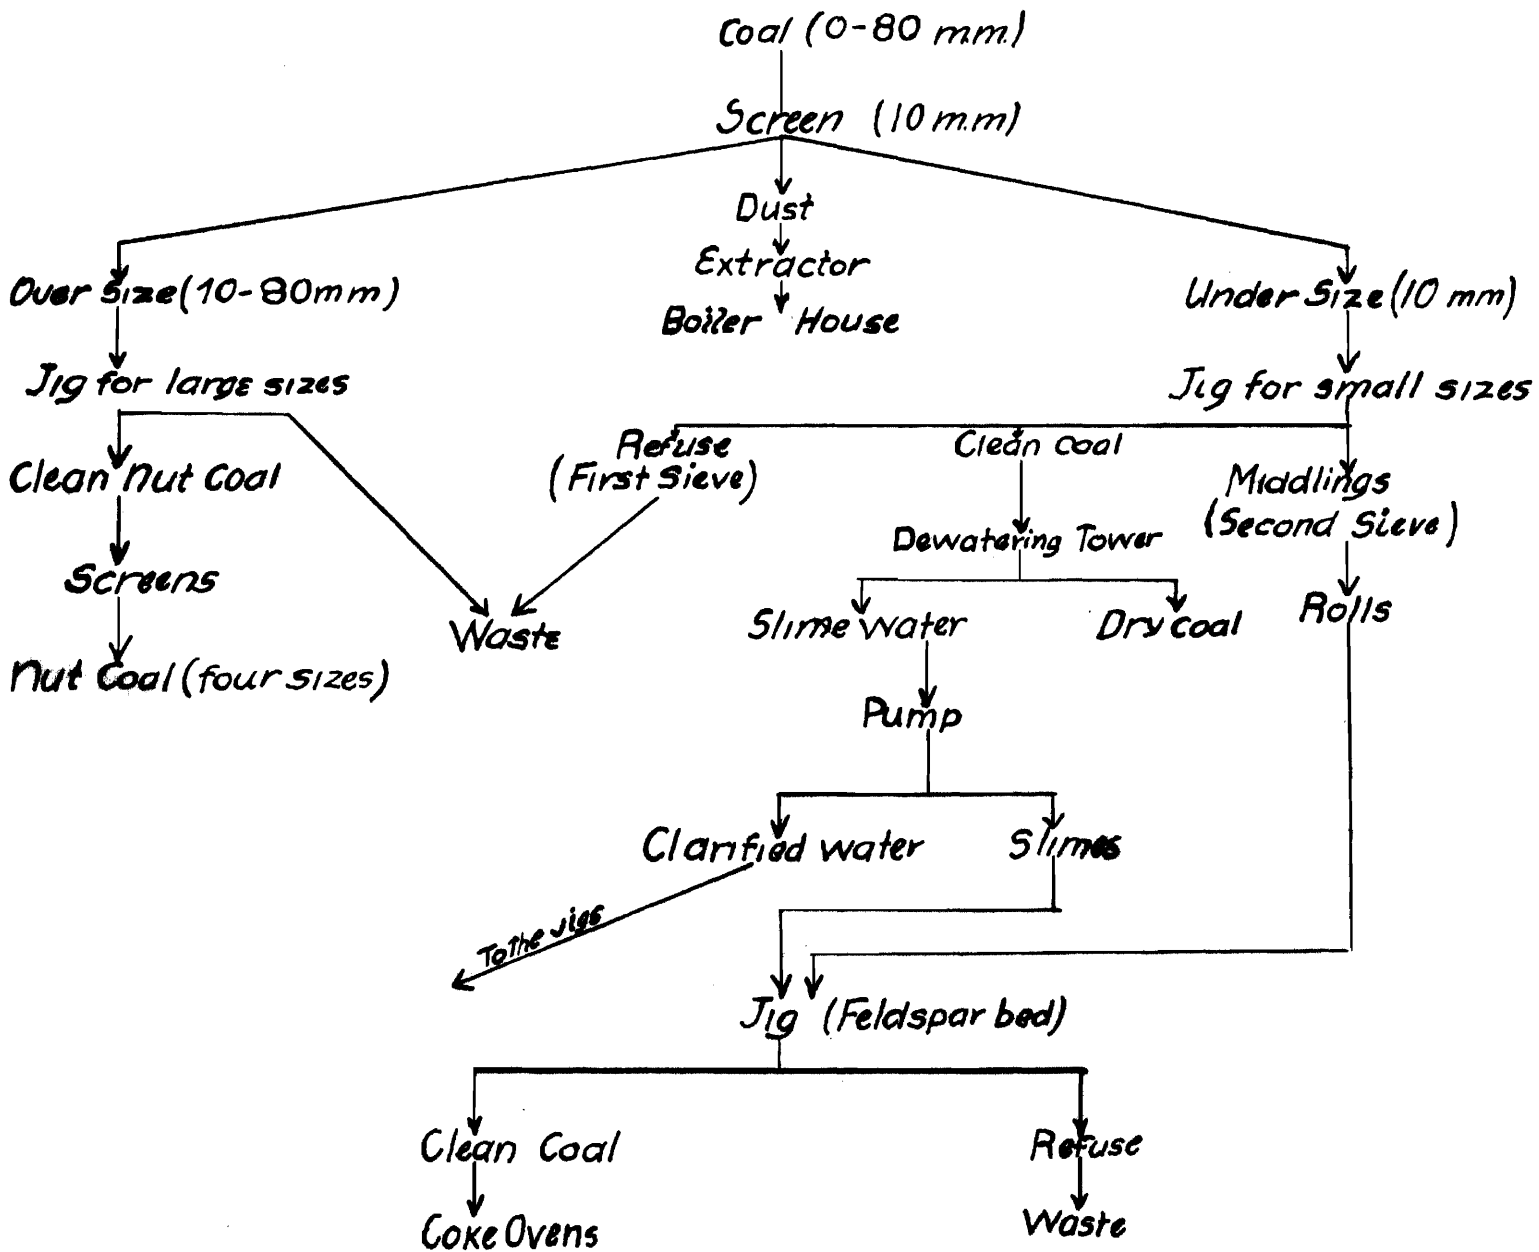 Coal (0-80 m.m.)
Screen (10 m.m)
Dust
Extractor
Boiler House
Over Size (10-80mm)
Under Size (10 mm)
Jig for large sizes
Jig for small sizes
Refuse
(First Sieve)
Clean coal
Clean Nut Coal
Middlings
(Second Sieve)
Dewatering Tower
Screens
Waste
Slime water
Dry coal
Rolls
Nut Coal (four sizes)
Pump
Clarified water
Slimes
To the Jigs
Jig (Feldspar bed)
Clean Coal
Refuse
Coke Ovens
Waste